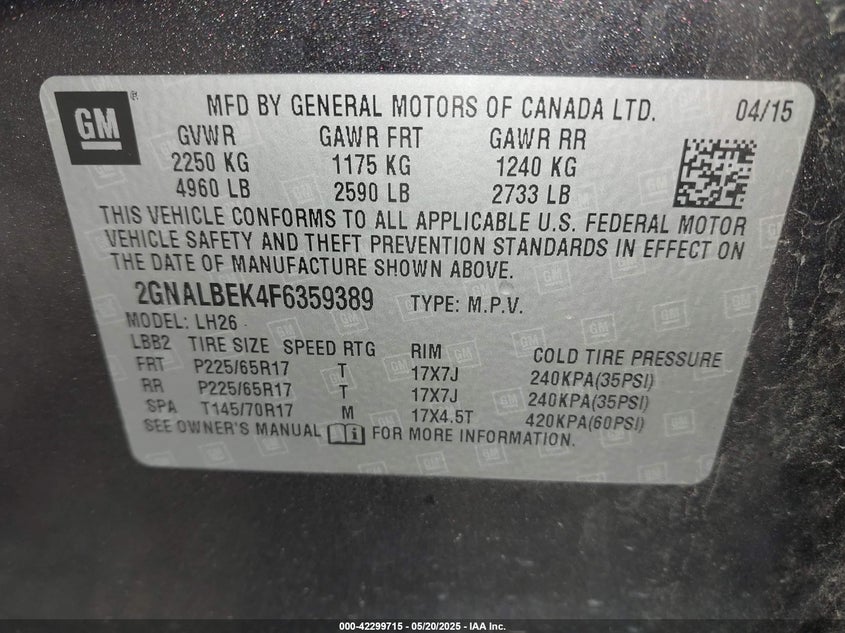 GM
MFD BY GENERAL MOTORS OF CANADA LTD. 04/15
GVWR GAWR FRT GAWR RR
2250 KG 1175 KG 1240 KG
4960 LB 2590 LB 2733 LB
THIS VEHICLE CONFORMS TO ALL APPLICABLE U.S. FEDERAL MOTOR
VEHICLE SAFETY AND THEFT PREVENTION STANDARDS IN EFFECT ON
THE DATE OF MANUFACTURE SHOWN ABOVE.
2GNALBEK4F6359389 TYPE: M.P.V.
MODEL: LH26
LBB2 TIRE SIZE SPEED RTG RIM COLD TIRE PRESSURE
FRT P225/65R17 T 17X7J 240KPA(35PSI)
RR P225/65R17 T 17X7J 240KPA(35PSI)
SPA T145/70R17 M 17X4.5T 420KPA(60PSI)
SEE OWNER'S MANUAL i FOR MORE INFORMATION.
000-42299715 - 05/20/2025 - IAA Inc.